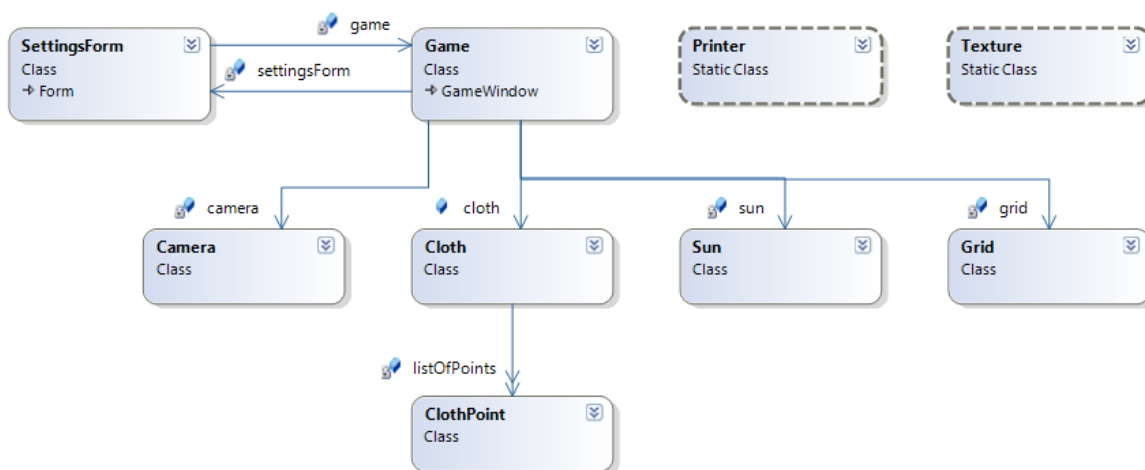 game
SettingsForm
Class
Form
settingsForm
Game
Class
GameWindow
Printer
Static Class
Texture
Static Class
camera
cloth
sun
grid
Camera
Class
Cloth
Class
Sun
Class
Grid
Class
listOfPoints
ClothPoint
Class